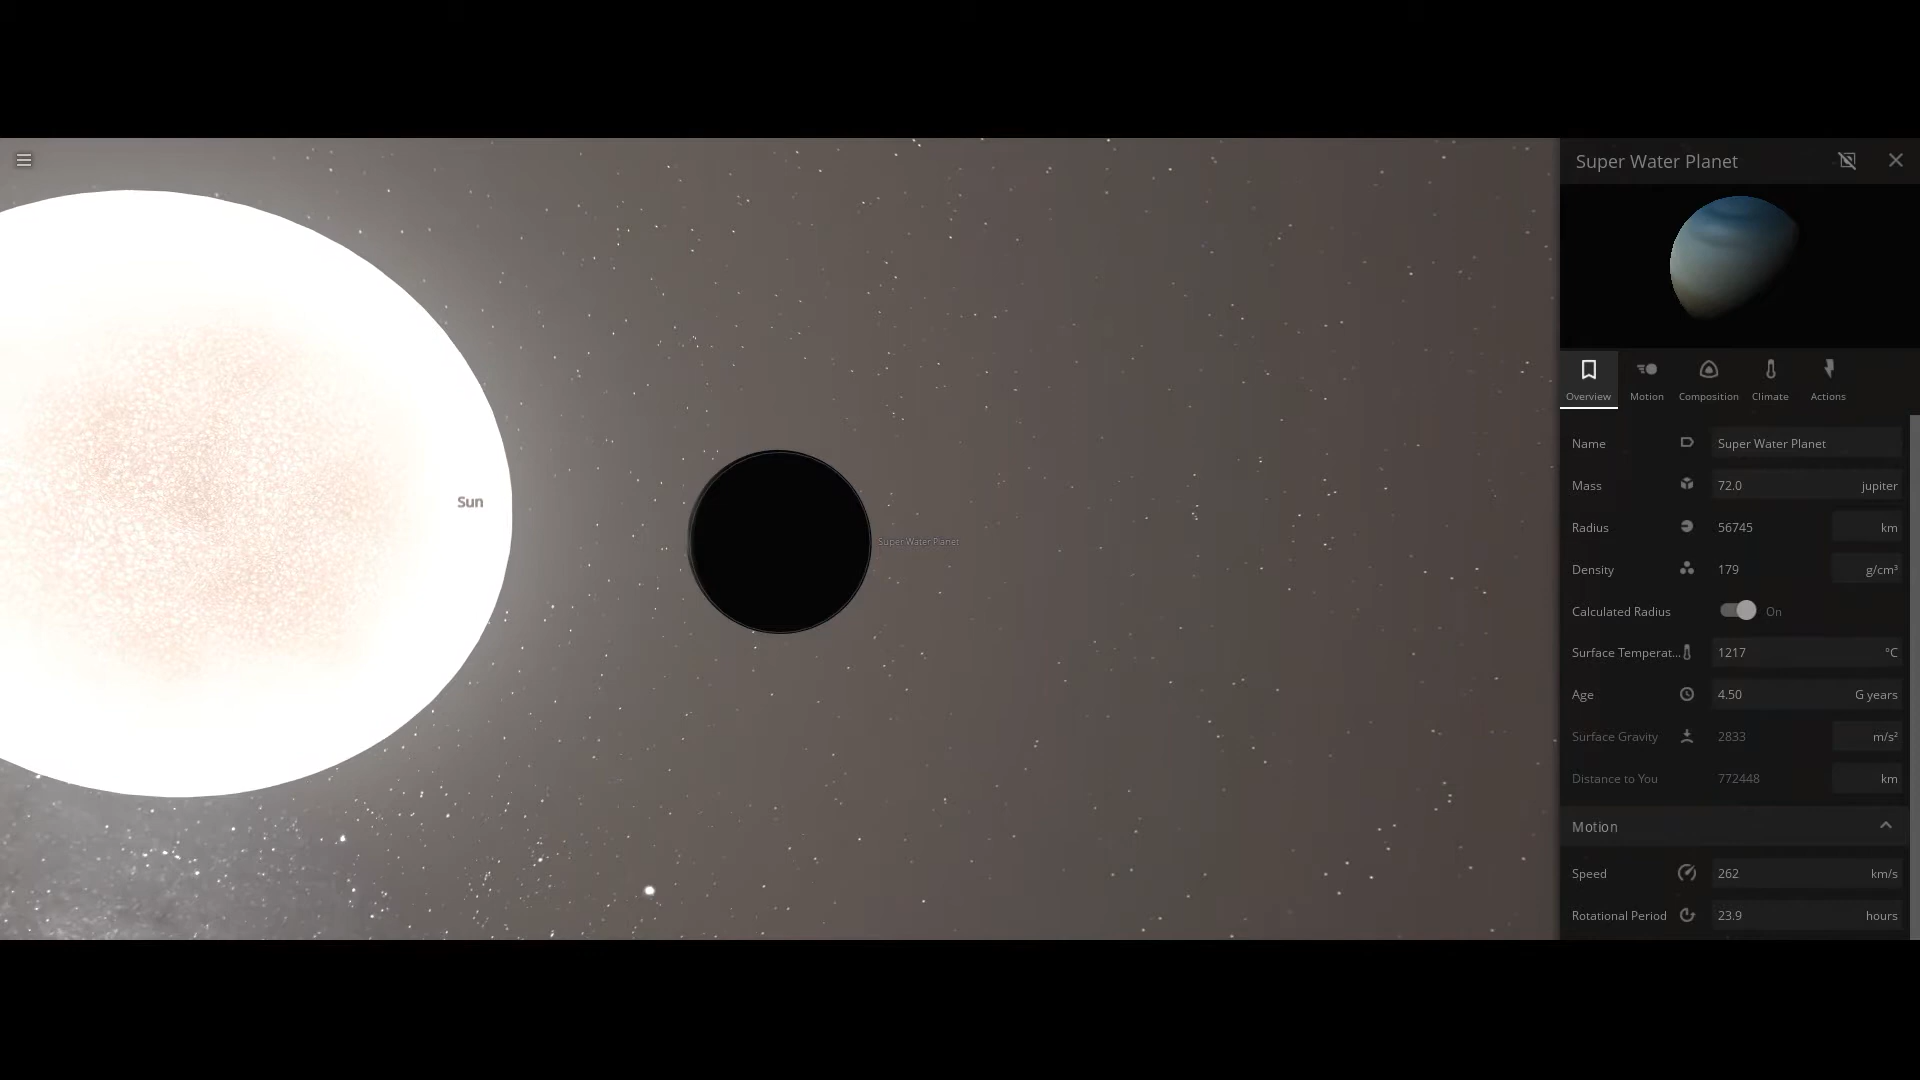 Super Water Planet
Overview
Motion
Composition
Climate
Actions
Name
Super Water Planet
Mass
72.0
jupiter
Radius
56745
km
Density
179
g/cm³
Calculated Radius
On
Surface Temperat...
1217
°C
Age
4.50
G years
Surface Gravity
2833
m/s²
Distance to You
772448
km
Motion
Speed
262
km/s
Rotational Period
23.9
hours
Sun
Super Water Planet